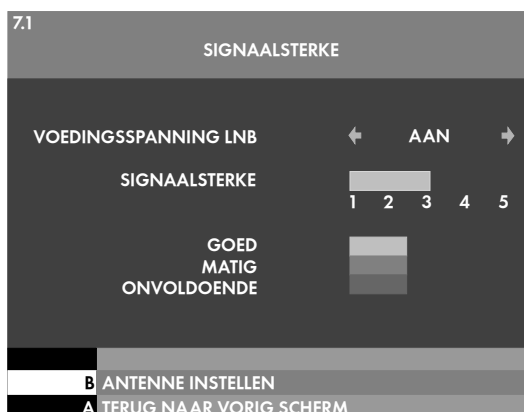 7.1
SIGNAALSTERKE
VOEDINGSSPANNING LNB AAN
SIGNAALSTERKE
1 2 3 4 5
GOED
MATIG
ONVOLDOENDE
B ANTENNE INSTELLEN
A TERUG NAAR VORIG SCHERM